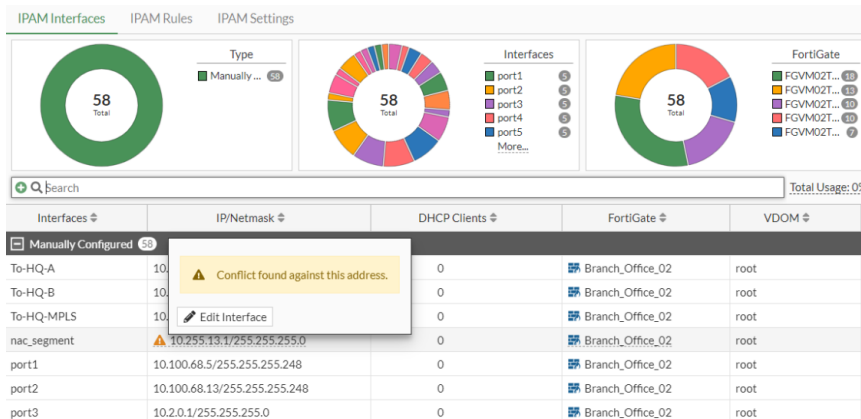 IPAM Interfaces IPAM Rules IPAM Settings
58
Total
Type
Manually ... 58
58
Total
Interfaces
port1 5
port2 5
port3 5
port4 5
port5 5
More...
58
Total
FortiGate
FGVM02T... 18
FGVM02T... 13
FGVM02T... 10
FGVM02T... 10
FGVM02T... 7
Search
Total Usage: 0%
Interfaces IP/Netmask DHCP Clients FortiGate VDOM
Manually Configured 58
Conflict found against this address.
Edit Interface
To-HQ-A 10. 0 Branch_Office_02 root
To-HQ-B 10. 0 Branch_Office_02 root
To-HQ-MPLS 10. 0 Branch_Office_02 root
nac_segment 10.255.13.1/255.255.255.0 0 Branch_Office_02 root
port1 10.100.68.5/255.255.255.248 0 Branch_Office_02 root
port2 10.100.68.13/255.255.255.248 0 Branch_Office_02 root
port3 10.2.0.1/255.255.255.0 0 Branch_Office_02 root